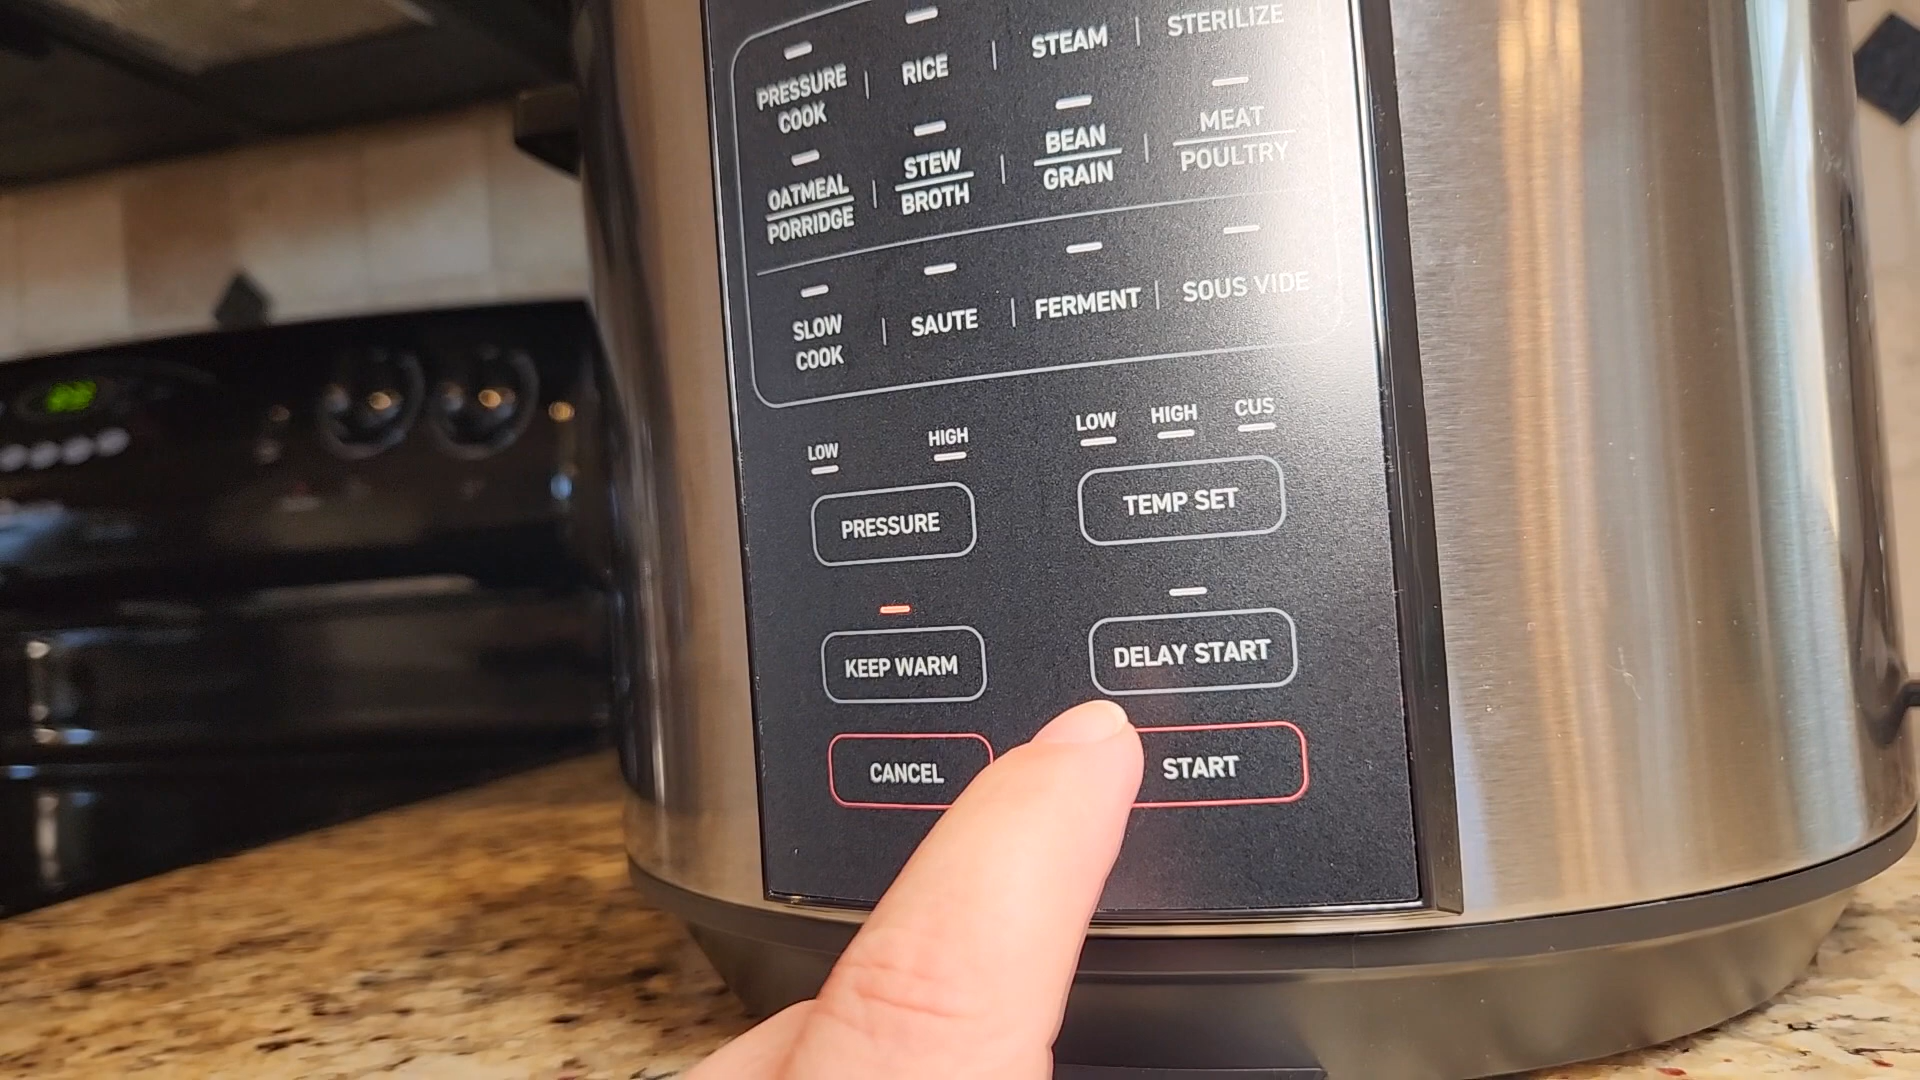 PRESSURE COOK | RICE | STEAM | STERILIZE
OATMEAL PORRIDGE | STEW BROTH | BEAN GRAIN | MEAT POULTRY
SLOW COOK | SAUTE | FERMENT | SOUS VIDE
LOW HIGH LOW HIGH CUS
PRESSURE TEMP SET
KEEP WARM DELAY START
CANCEL START